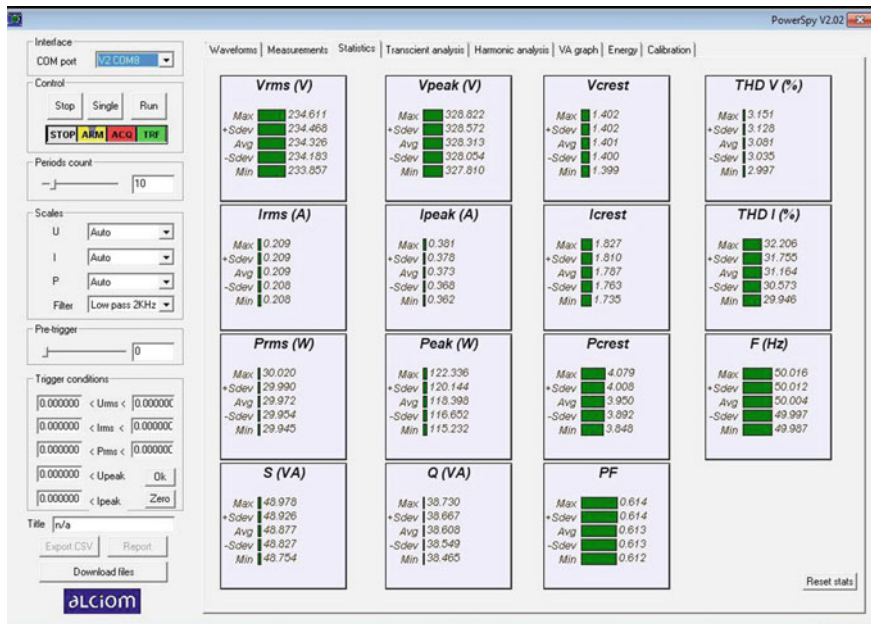 PowerSpy V2.02
Interface
COM port V2 COM8
Control
Stop Single Run
STOP ARM ACQ TRF
Periods count
10
Scales
U Auto
I Auto
P Auto
Filter Low pass 2KHz
Pre-trigger
0
Trigger conditions
0.000000 < Urms < 0.00000C
0.000000 < Irms < 0.00000C
0.000000 < Prms < 0.00000C
0.000000 < Upeak Ok
0.000000 < Ipeak Zero
Title n/a
Export CSV Report
Download files
ALCIOM
Waveforms Measurements Statistics Transcient analysis Harmonic analysis VA graph Energy Calibration
Vrms (V)
Max 234.611
+Sdev 234.468
Avg 234.326
-Sdev 234.183
Min 233.857
Vpeak (V)
Max 328.822
+Sdev 328.572
Avg 328.313
-Sdev 328.054
Min 327.810
Vcrest
Max 1.402
+Sdev 1.402
Avg 1.401
-Sdev 1.400
Min 1.399
THD V (%)
Max 3.151
+Sdev 3.128
Avg 3.081
-Sdev 3.035
Min 2.997
Irms (A)
Max 0.209
+Sdev 0.209
Avg 0.209
-Sdev 0.208
Min 0.208
Ipeak (A)
Max 0.381
+Sdev 0.378
Avg 0.373
-Sdev 0.368
Min 0.362
Icrest
Max 1.827
+Sdev 1.810
Avg 1.787
-Sdev 1.763
Min 1.735
THD I (%)
Max 32.206
+Sdev 31.755
Avg 31.164
-Sdev 30.573
Min 29.946
Prms (W)
Max 30.020
+Sdev 29.990
Avg 29.972
-Sdev 29.954
Min 29.945
Peak (W)
Max 122.336
+Sdev 120.144
Avg 118.398
-Sdev 116.652
Min 115.232
Pcrest
Max 4.079
+Sdev 4.008
Avg 3.950
-Sdev 3.892
Min 3.848
F (Hz)
Max 50.016
+Sdev 50.012
Avg 50.004
-Sdev 49.997
Min 49.987
S (VA)
Max 48.978
+Sdev 48.926
Avg 48.877
-Sdev 48.827
Min 48.754
Q (VA)
Max 38.730
+Sdev 38.667
Avg 38.608
-Sdev 38.549
Min 38.465
PF
Max 0.614
+Sdev 0.614
Avg 0.613
-Sdev 0.613
Min 0.612
Reset stats